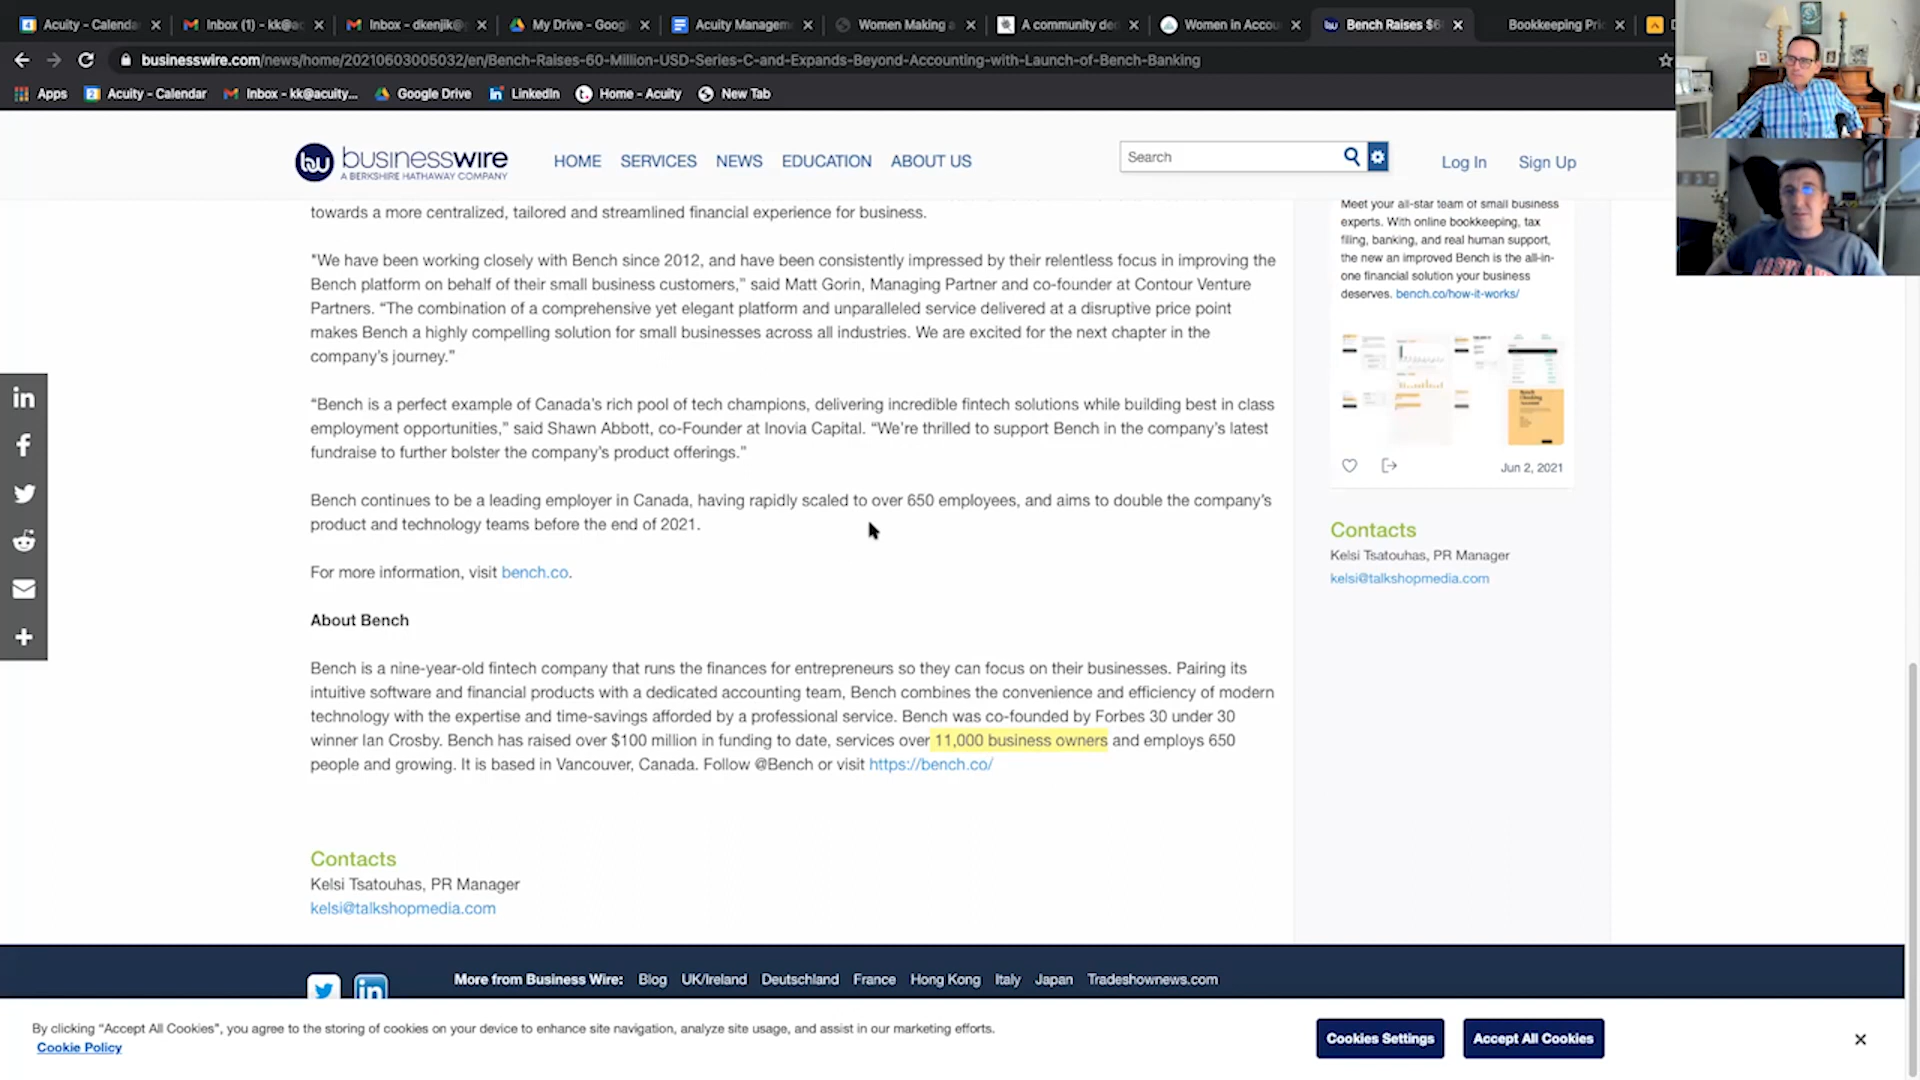 Acuity - Calenda
Inbox (1) - kk@ac
Inbox - dkenjik@
My Drive - Googl
Acuity Managem
Women Making a
A community de
Women in Accou
Bench Raises $6
Bookkeeping Pri
businesswire.com/news/home/20210603005032/en/Bench-Raises-60-Million-USD-Series-C-and-Expands-Beyond-Accounting-with-Launch-of-Bench-Banking
Apps
Acuity - Calendar
Inbox - kk@acuity...
Google Drive
LinkedIn
Home - Acuity
New Tab
businesswire
A BERKSHIRE HATHAWAY COMPANY
HOME
SERVICES
NEWS
EDUCATION
ABOUT US
Search
Log In
Sign Up
towards a more centralized, tailored and streamlined financial experience for business.
"We have been working closely with Bench since 2012, and have been consistently impressed by their relentless focus in improving the
Bench platform on behalf of their small business customers,” said Matt Gorin, Managing Partner and co-founder at Contour Venture
Partners. “The combination of a comprehensive yet elegant platform and unparalleled service delivered at a disruptive price point
makes Bench a highly compelling solution for small businesses across all industries. We are excited for the next chapter in the
company’s journey.”
“Bench is a perfect example of Canada’s rich pool of tech champions, delivering incredible fintech solutions while building best in class
employment opportunities,” said Shawn Abbott, co-Founder at Inovia Capital. “We’re thrilled to support Bench in the company’s latest
fundraise to further bolster the company’s product offerings.”
Bench continues to be a leading employer in Canada, having rapidly scaled to over 650 employees, and aims to double the company’s
product and technology teams before the end of 2021.
For more information, visit bench.co.
About Bench
Bench is a nine-year-old fintech company that runs the finances for entrepreneurs so they can focus on their businesses. Pairing its
intuitive software and financial products with a dedicated accounting team, Bench combines the convenience and efficiency of modern
technology with the expertise and time-savings afforded by a professional service. Bench was co-founded by Forbes 30 under 30
winner Ian Crosby. Bench has raised over $100 million in funding to date, services over 11,000 business owners and employs 650
people and growing. It is based in Vancouver, Canada. Follow @Bench or visit https://bench.co/
Contacts
Kelsi Tsatouhas, PR Manager
kelsi@talkshopmedia.com
Meet your all-star team of small business
experts. With online bookkeeping, tax
filing, banking, and real human support,
the new an improved Bench is the all-in-
one financial solution your business
deserves. bench.co/how-it-works/
Jun 2, 2021
Contacts
Kelsi Tsatouhas, PR Manager
kelsi@talkshopmedia.com
More from Business Wire:
Blog
UK/Ireland
Deutschland
France
Hong Kong
Italy
Japan
Tradeshownews.com
By clicking “Accept All Cookies”, you agree to the storing of cookies on your device to enhance site navigation, analyze site usage, and assist in our marketing efforts.
Cookie Policy
Cookies Settings
Accept All Cookies